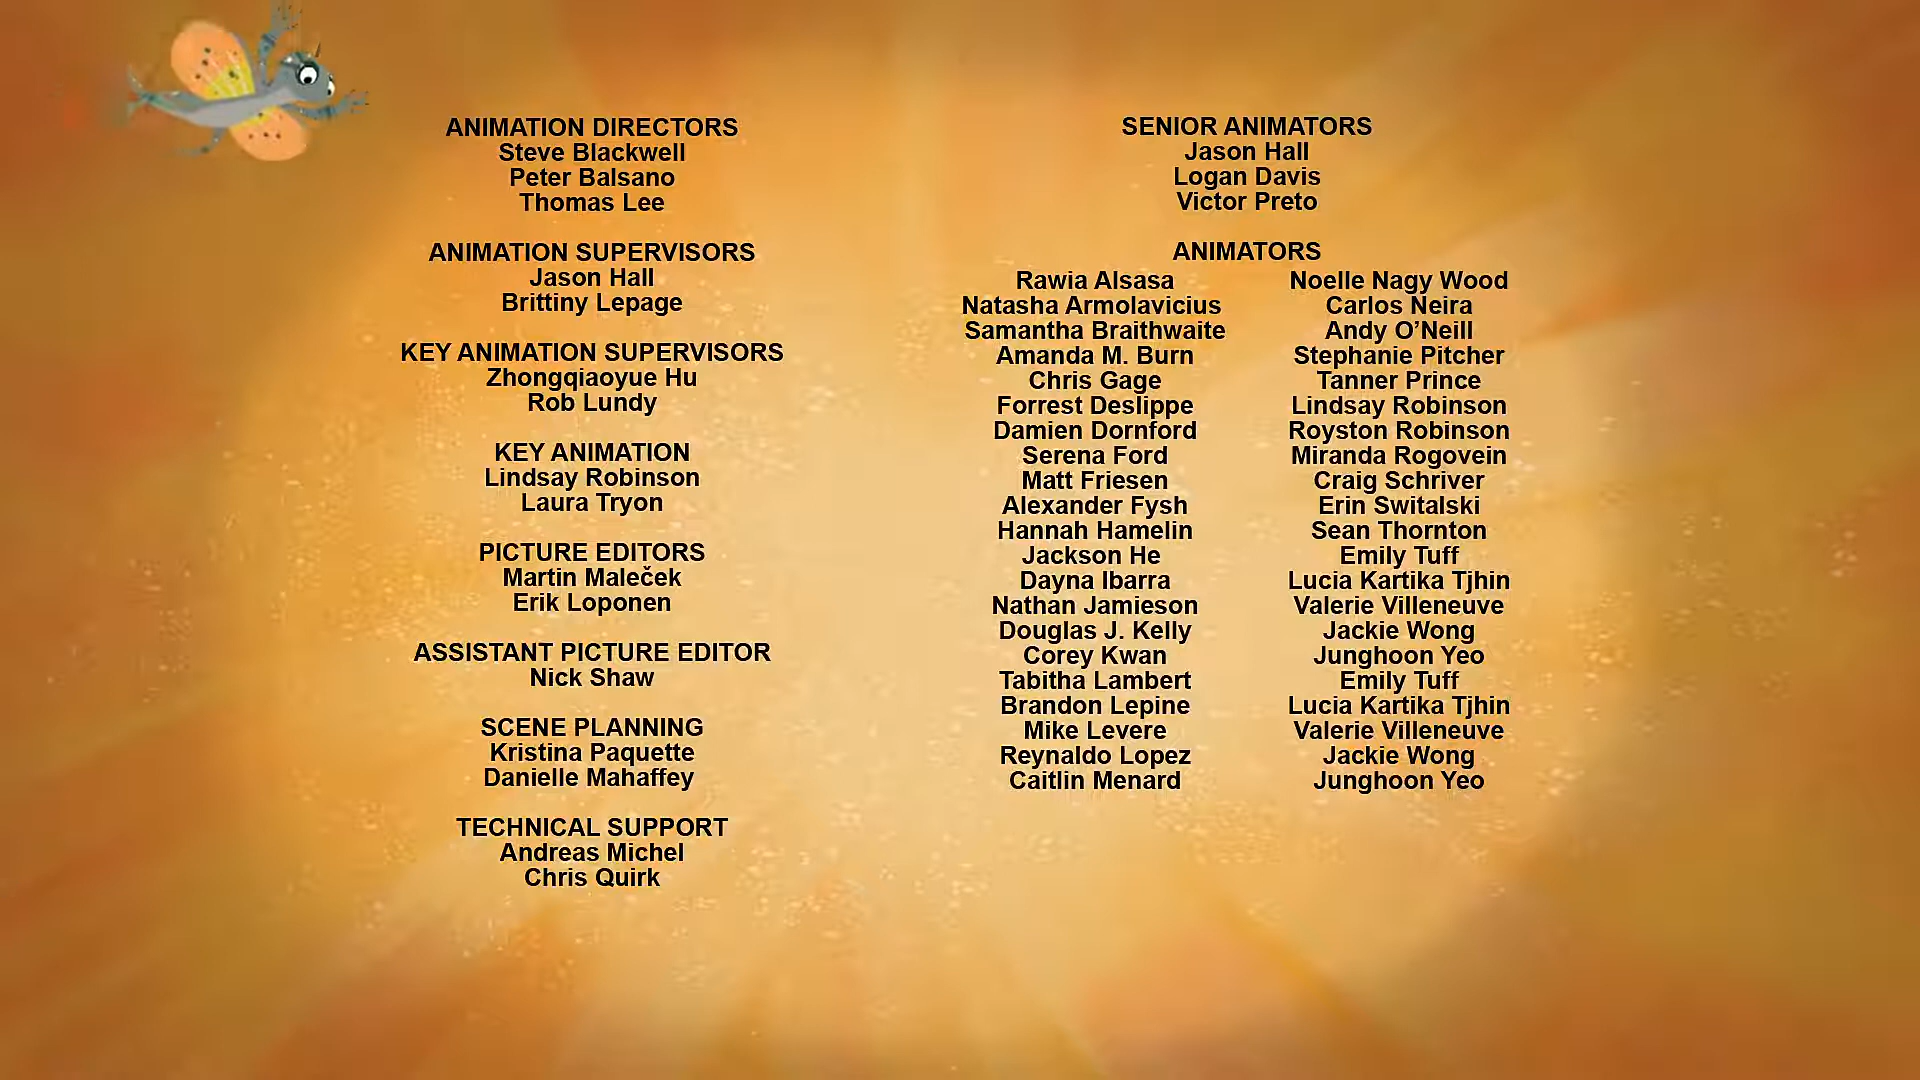 ANIMATION DIRECTORS
Steve Blackwell
Peter Balsano
Thomas Lee
ANIMATION SUPERVISORS
Jason Hall
Brittiny Lepage
KEY ANIMATION SUPERVISORS
Zhongqiaoyue Hu
Rob Lundy
KEY ANIMATION
Lindsay Robinson
Laura Tryon
PICTURE EDITORS
Martin Maleček
Erik Loponen
ASSISTANT PICTURE EDITOR
Nick Shaw
SCENE PLANNING
Kristina Paquette
Danielle Mahaffey
TECHNICAL SUPPORT
Andreas Michel
Chris Quirk
SENIOR ANIMATORS
Jason Hall
Logan Davis
Victor Preto
ANIMATORS
Rawia Alsasa
Natasha Armolavicius
Samantha Braithwaite
Amanda M. Burn
Chris Gage
Forrest Deslippe
Damien Dornford
Serena Ford
Matt Friesen
Alexander Fysh
Hannah Hamelin
Jackson He
Dayna Ibarra
Nathan Jamieson
Douglas J. Kelly
Corey Kwan
Tabitha Lambert
Brandon Lepine
Mike Levere
Reynaldo Lopez
Caitlin Menard
Noelle Nagy Wood
Carlos Neira
Andy O’Neill
Stephanie Pitcher
Tanner Prince
Lindsay Robinson
Royston Robinson
Miranda Rogovein
Craig Schriver
Erin Switalski
Sean Thornton
Emily Tuff
Lucia Kartika Tjhin
Valerie Villeneuve
Jackie Wong
Junghoon Yeo
Emily Tuff
Lucia Kartika Tjhin
Valerie Villeneuve
Jackie Wong
Junghoon Yeo